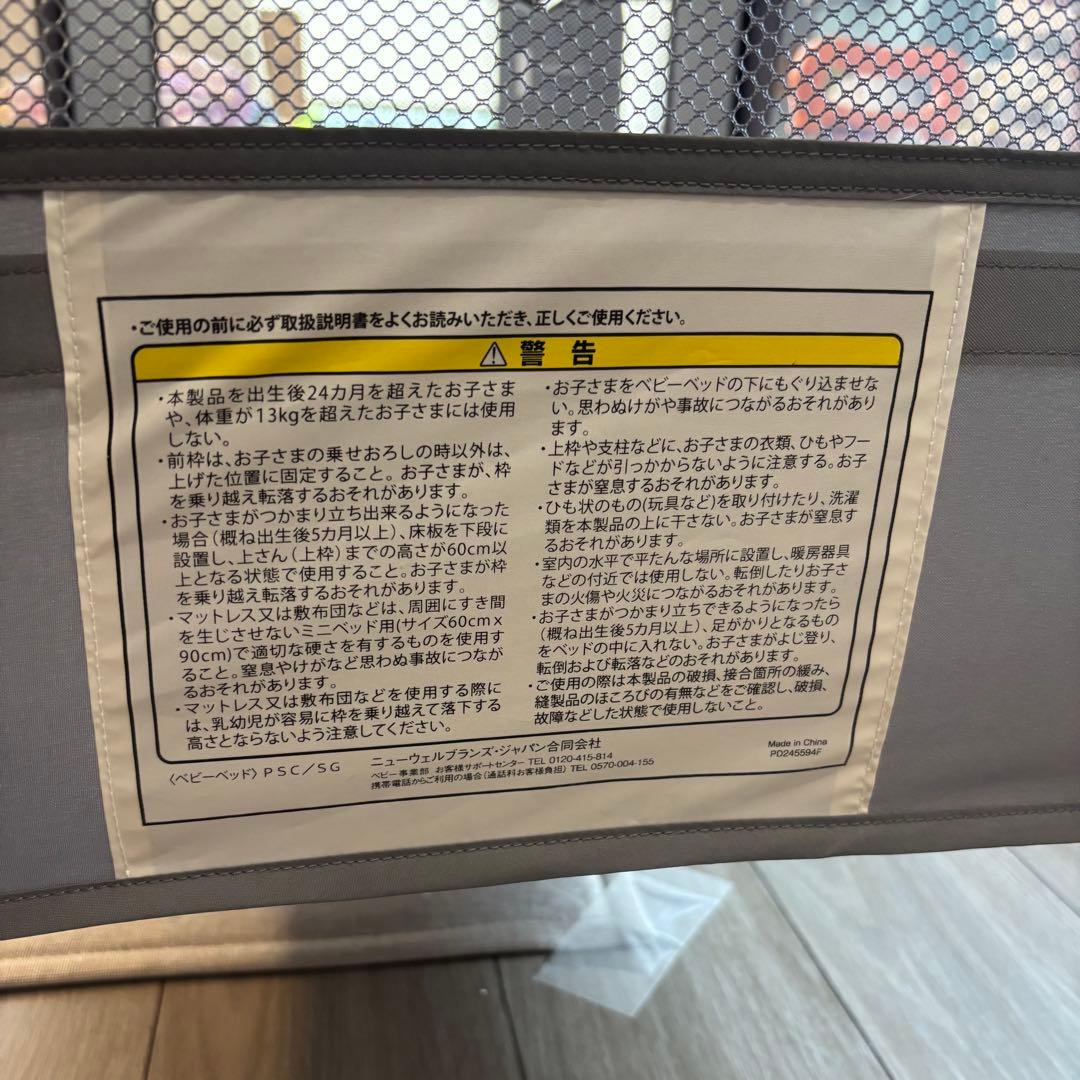 ・ご使用の前に必ず取扱説明書をよくお読みいただき、正しくご使用ください。
⚠ 警 告
・本製品を出生後24カ月を超えたお子さま
や、体重が13kgを超えたお子さまには使用
しない。
・前枠は、お子さまの乗せおろしの時以外は、
上げた位置に固定すること。お子さまが、枠
を乗り越え転落するおそれがあります。
・お子さまがつかまり立ち出来るようになった
場合（概ね出生後5カ月以上）、床板を下段に
設置し、上さん（上枠）までの高さが60cm以
上となる状態で使用すること。お子さまが枠
を乗り越え転落するおそれがあります。
・マットレス又は敷布団などは、周囲にすき間
を生じさせないミニベッド用(サイズ60cm×
90cm)で適切な硬さを有するものを使用す
ること。窒息やけがなど思わぬ事故につなが
るおそれがあります。
・マットレス又は敷布団などを使用する際に
は、乳幼児が容易に枠を乗り越えて落下する
高さとならないよう注意してください。
・お子さまをベビーベッドの下にもぐり込ませな
い。思わぬけがや事故につながるおそれがあり
ます。
・上枠や支柱などに、お子さまの衣類、ひもやフー
ドなどが引っかからないように注意する。お子
さまが窒息するおそれがあります。
・ひも状のもの(玩具など)を取り付けたり、洗濯
類を本製品の上に干さない。お子さまが窒息す
るおそれがあります。
・室内の水平で平たんな場所に設置し、暖房器具
などの付近では使用しない。転倒したりお子さ
まの火傷や火災につながるおそれがあります。
・お子さまがつかまり立ちできるようになったら
（概ね出生後5カ月以上）、足がかりとなるもの
をベッドの中に入れない。お子さまがよじ登り、
転倒および転落などのおそれがあります。
・ご使用の際は本製品の破損、接合箇所の緩み、
縫製品のほころびの有無などをご確認し、破損、
故障などした状態で使用しないこと。
〈ベビーベッド〉PSC／SG
ニューウェルブランズ・ジャパン合同会社
ベビー事業部 お客様サポートセンター TEL 0120-415-814
携帯電話からご利用の場合（通話料お客様負担）TEL 0570-004-155
Made in China
PD245594F